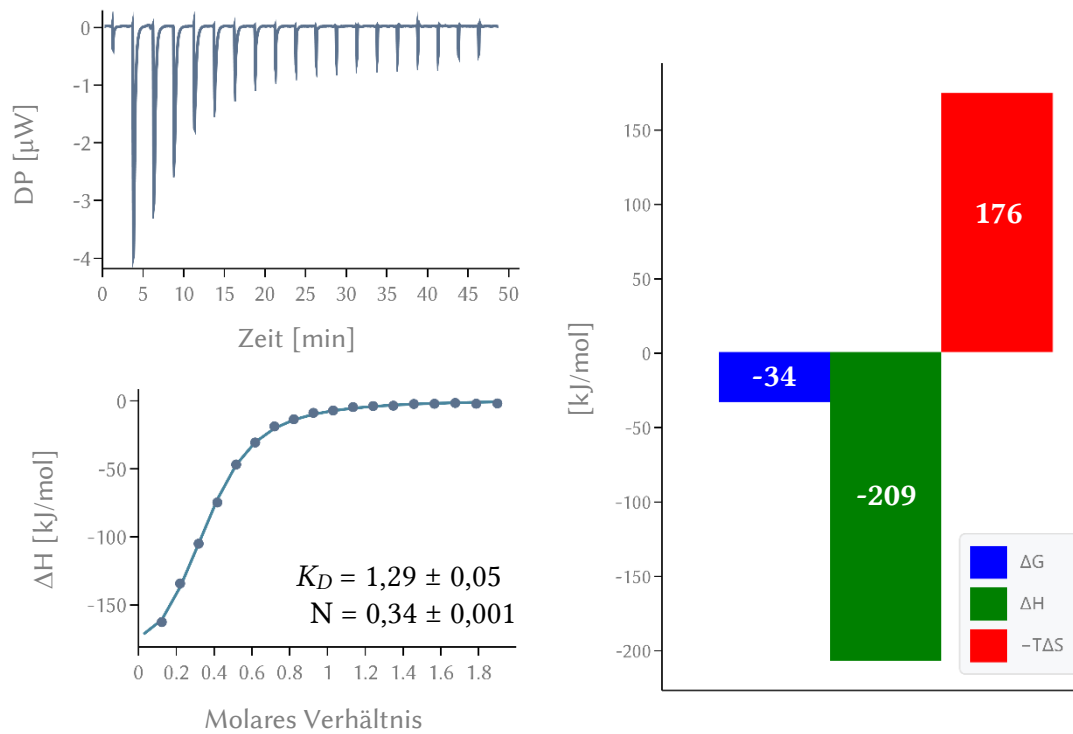 0
-1
-2
-3
-4
DP [µW]
0 5 10 15 20 25 30 35 40 45 50
Zeit [min]
0
-50
-100
-150
ΔH [kJ/mol]
K_D = 1,29 ± 0,05
N = 0,34 ± 0,001
0 0.2 0.4 0.6 0.8 1 1.2 1.4 1.6 1.8
Molares Verhältnis
150
100
50
0
-50
-100
-150
-200
[kJ/mol]
176
-34
-209
ΔG
ΔH
−TΔS